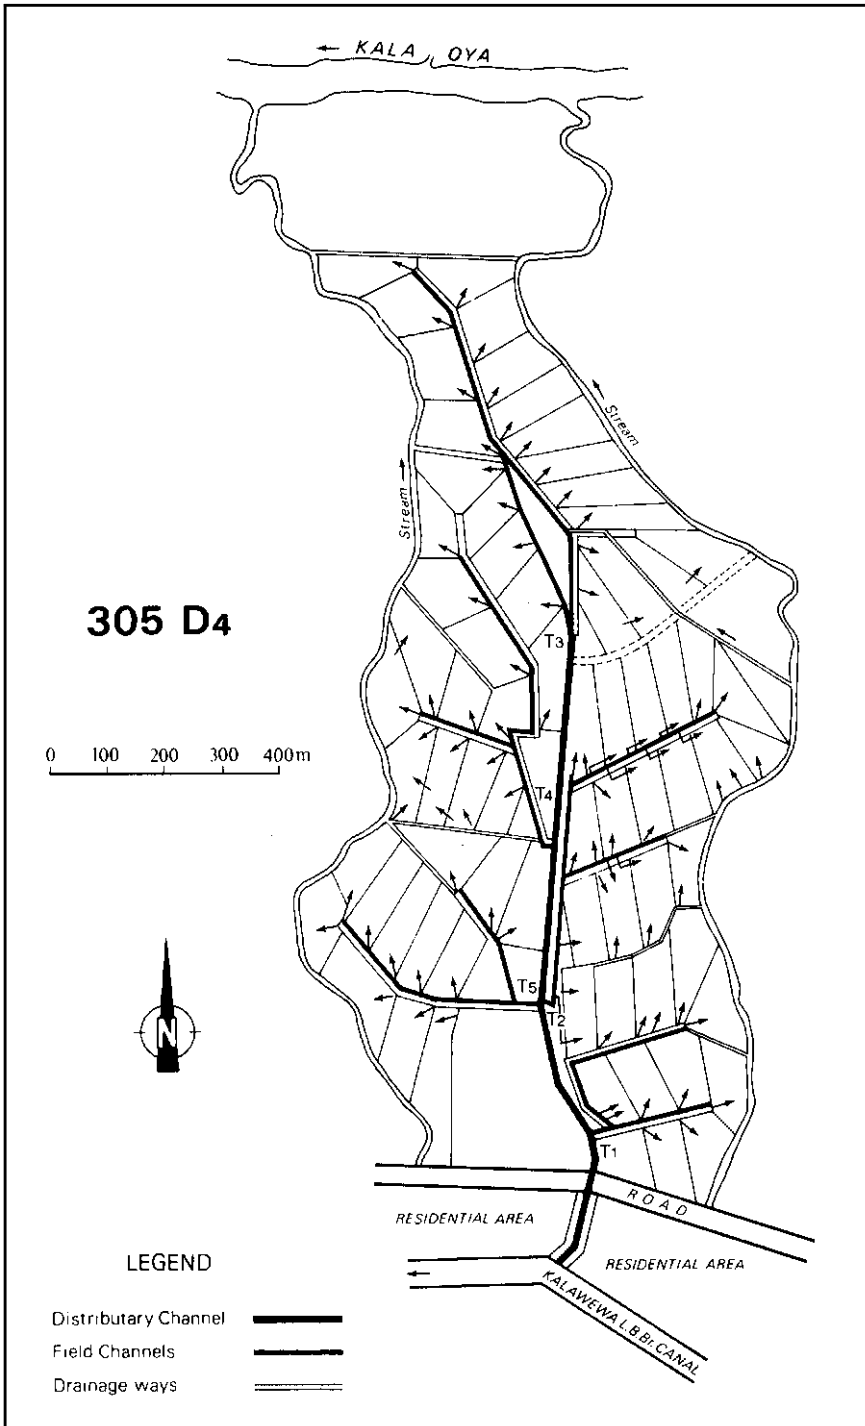 KALA OYA
Stream
Stream
305 D4
0 100 200 300 400m
T3
T4
T5
T2
N
T1
ROAD
RESIDENTIAL AREA
RESIDENTIAL AREA
KALAWEWA L.B.Br. CANAL
LEGEND
Distributary Channel
Field Channels
Drainage ways